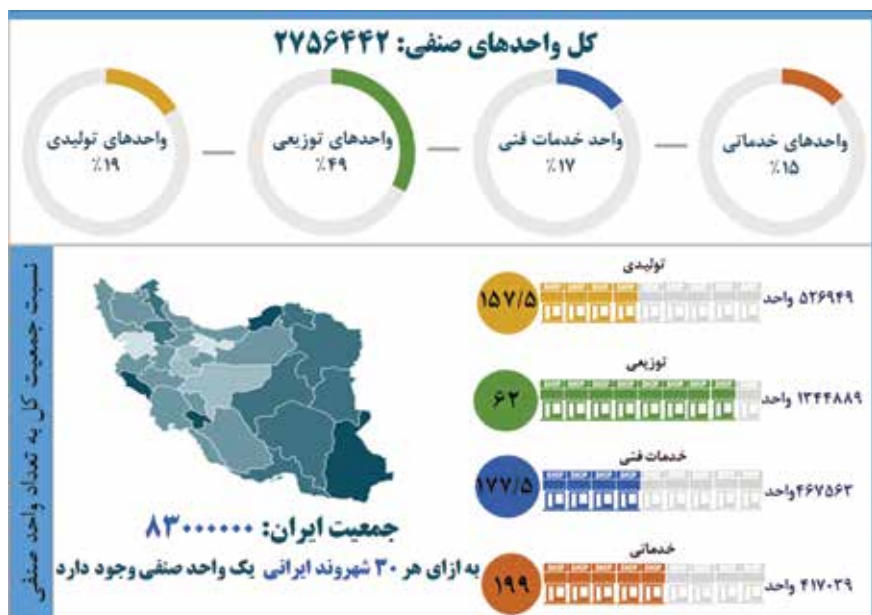 کل واحدهای صنفی: ۲۷۵۶۴۴۲
واحدهای خدماتی
٪۱۵
واحد خدمات فنی
٪۱۷
واحدهای توزیعی
٪۴۹
واحدهای تولیدی
٪۱۹
تولیدی
۵۲۶۹۴۹ واحد
۱۵۷/۵
توزیعی
۱۳۴۴۸۸۹ واحد
۶۲
خدمات فنی
۴۶۷۵۶۳واحد
۱۷۷/۵
خدماتی
۴۱۷۰۳۹ واحد
۱۹۹
جمعیت ایران: ۸۳۰۰۰۰۰۰
به ازای هر ۳۰ شهروند ایرانی یک واحد صنفی وجود دارد
نسبت جمعیت کل به تعداد واحد صنفی